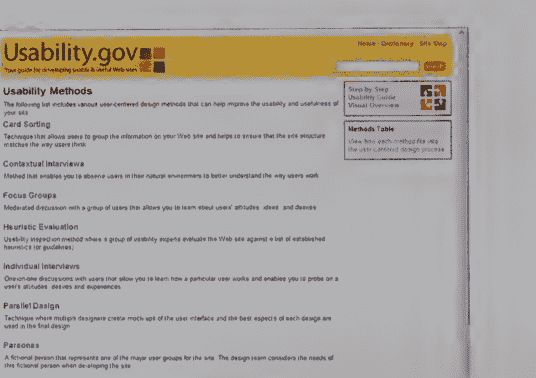 Home Dictionary Site Map
Usability.gov
Your guide for developing usable & useful Web sites
Usability Methods
The following list includes various user-centered design methods that can help improve the usability and usefulness of
your site
Card Sorting
Technique that allows users to group the information on your Web site and helps to ensure that the site structure
matches the way users think
Contextual Interviews
Method that enables you to observe users in their natural environment to better understand the way users work
Focus Groups
Moderated discussion with a group of users that allows you to learn about users' attitudes ideas and desires
Heuristic Evaluation
Usability inspection method where a group of usability experts evaluate the Web site against a list of established
heuristics (or guidelines)
Individual Interviews
One-on-one discussions with users that allow you to learn how a particular user works and enables you to probe on a
user's attitudes desires and experiences
Parallel Design
Technique where multiple designers create mock-ups of the user interface and the best aspects of each design are
used in the final design
Personas
A fictional person that represents one of the major user groups for the site. The design team considers the needs of
this fictional person when developing the site
Step by Step
Usability Guide
Visual Overview
Methods Table
View how each method fits into
the user-centered design process